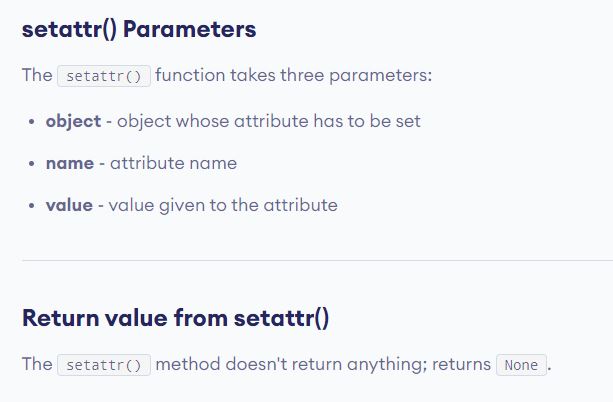 setattr() Parameters
The setattr() function takes three parameters:
• object - object whose attribute has to be set
• name - attribute name
• value - value given to the attribute
Return value from setattr()
The setattr() method doesn't return anything; returns None.